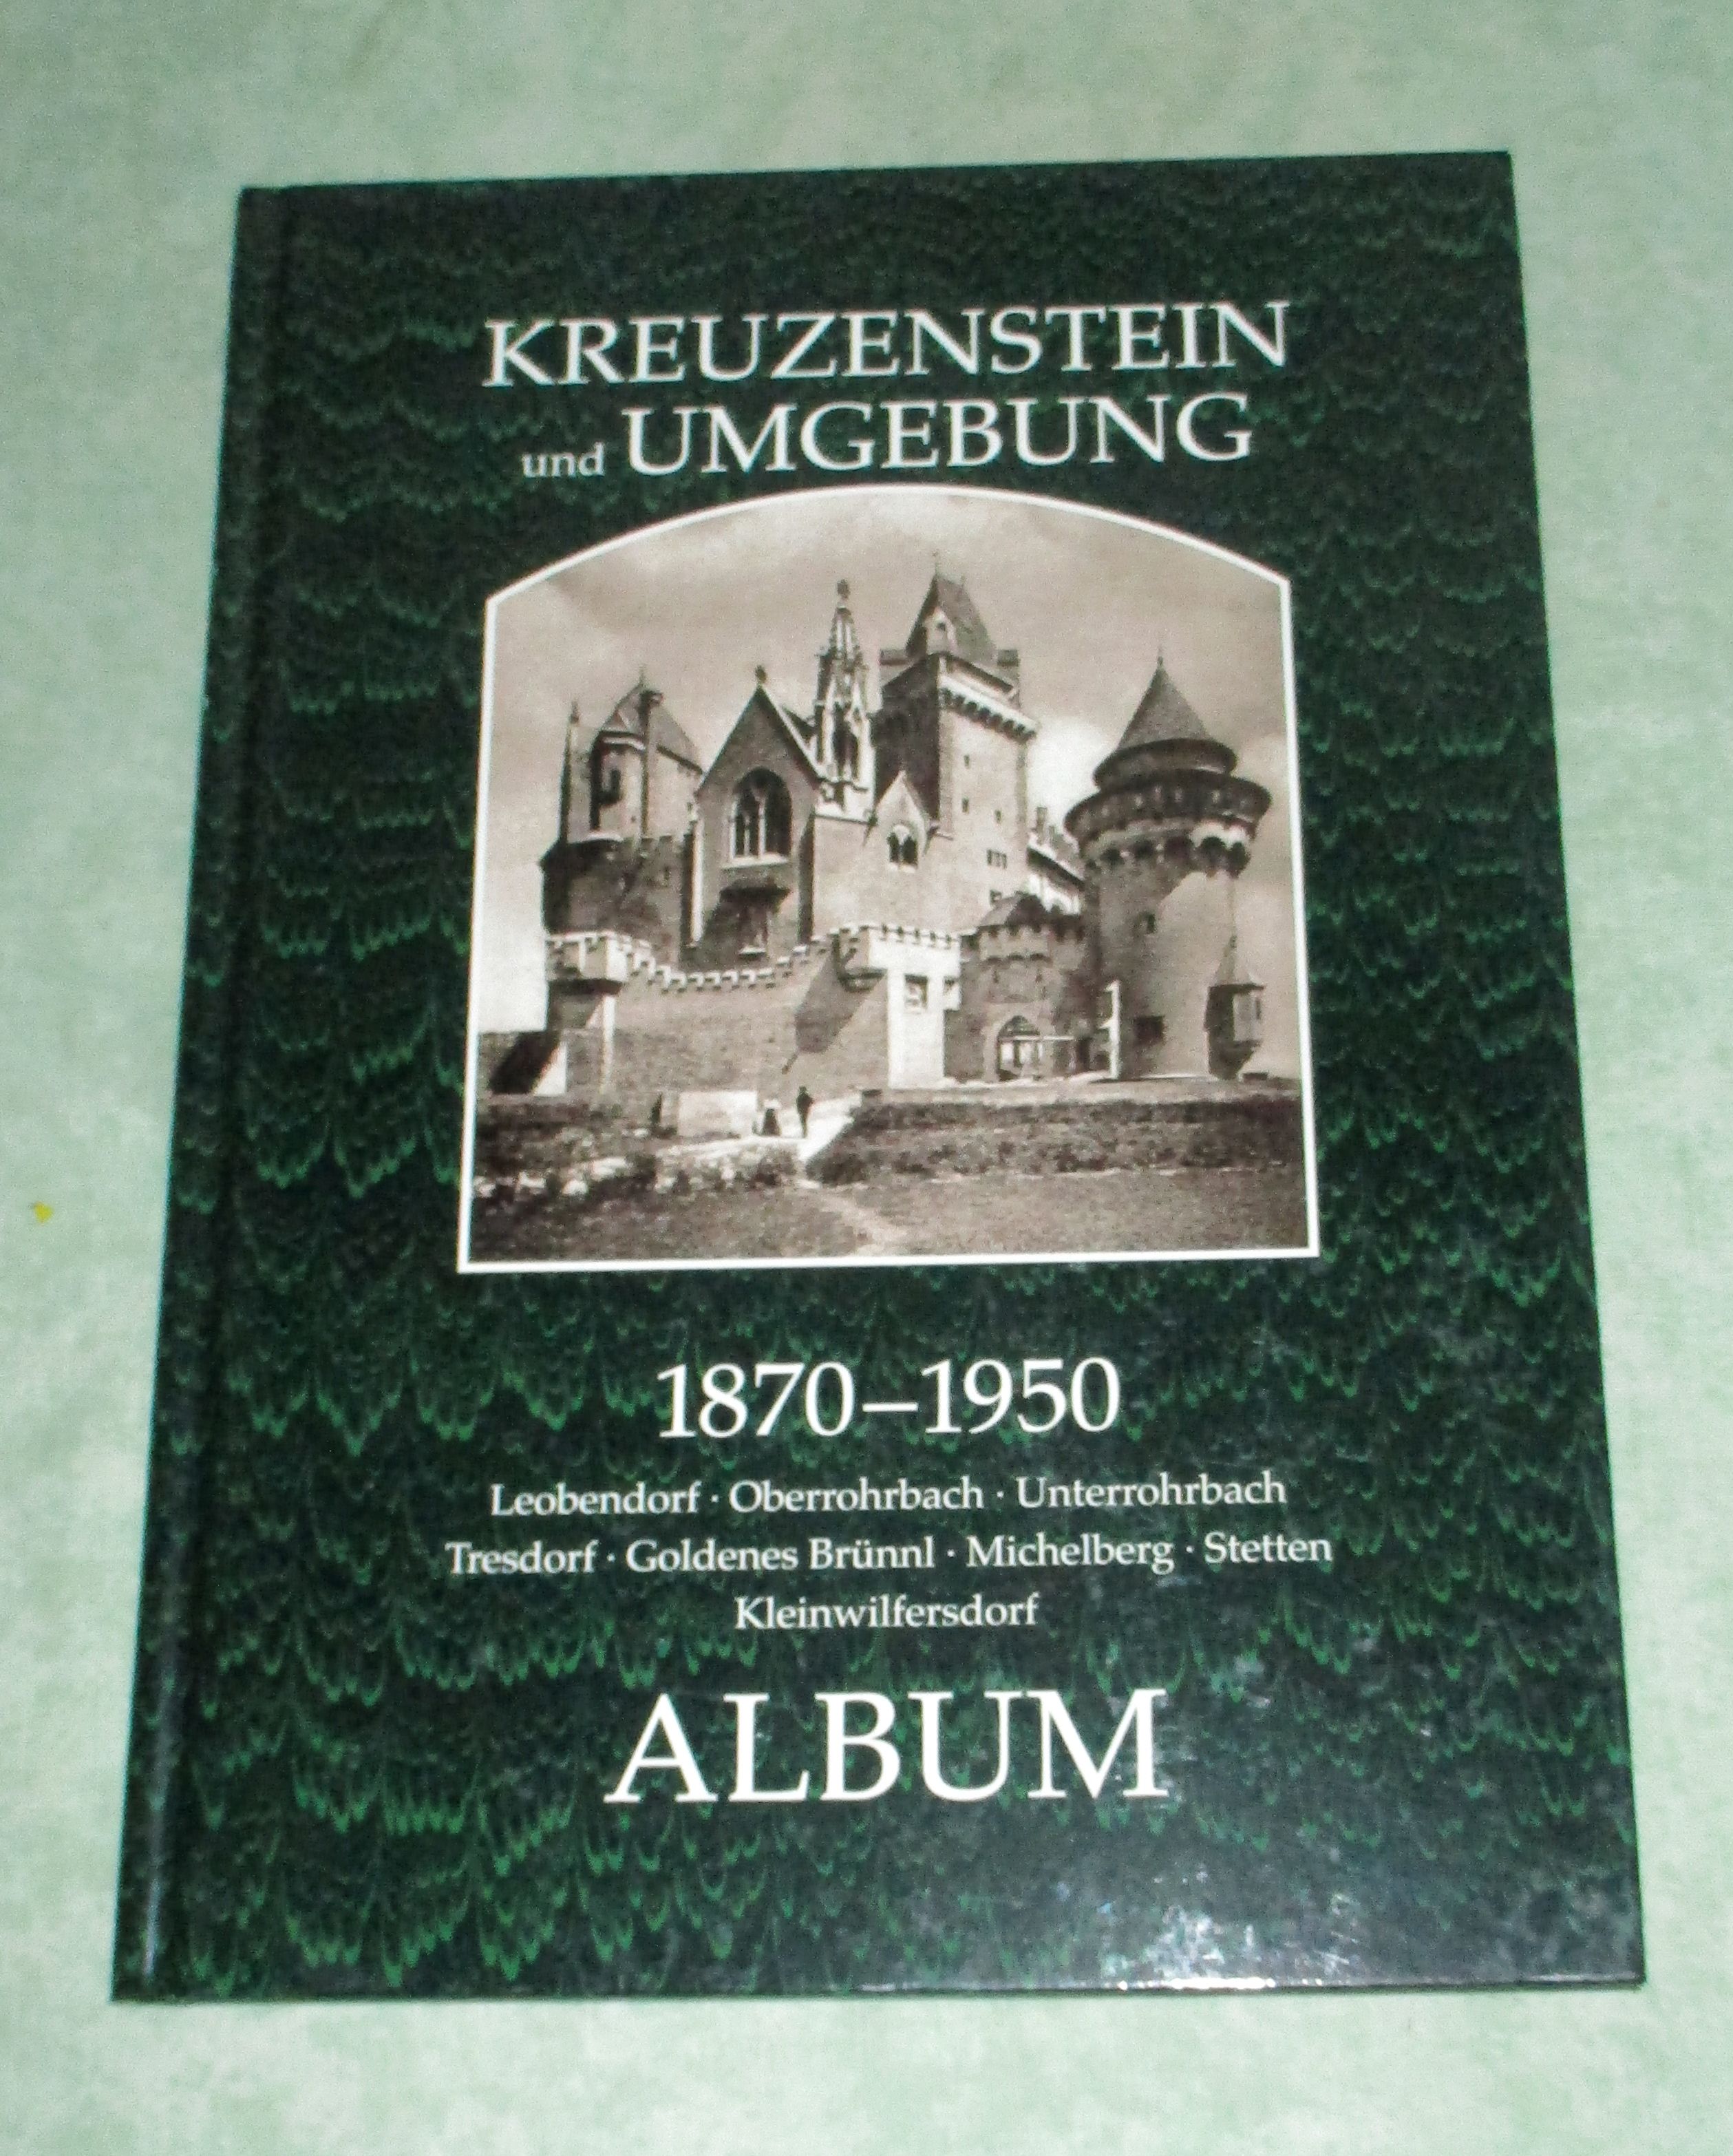 KREUZENSTEIN
und UMGEBUNG
1870–1950
Leobendorf · Oberrohrbach · Unterrohrbach
Tresdorf · Goldenes Brünnl · Michelberg · Stetten
Kleinwilfersdorf
ALBUM